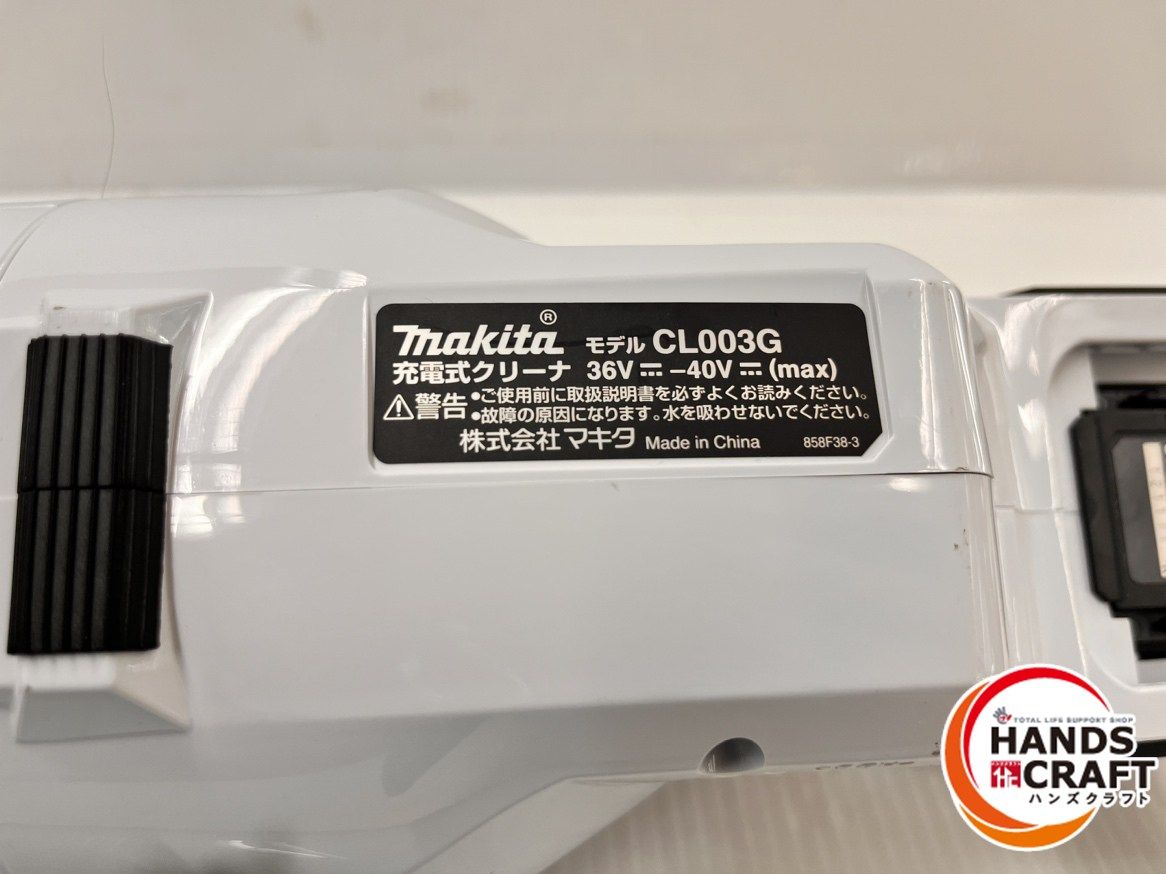 makita® モデル CL003G
充電式クリーナ 36V⎓–40V⎓(max)
⚠警告 •ご使用前に取扱説明書を必ずよくお読みください。
•故障の原因になります。水を吸わせないでください。
株式会社マキタ Made in China 858F38-3
TOTAL LIFE SUPPORT SHOP
HANDS
CRAFT
ハンズクラフト